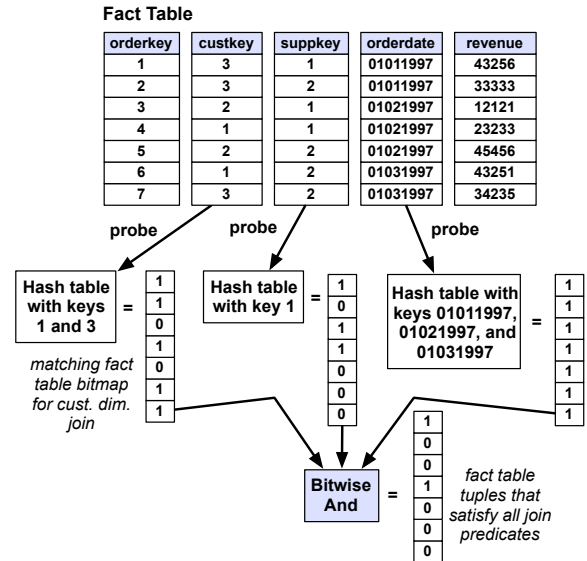 Fact Table
orderkey custkey suppkey orderdate revenue
1 3 1 01011997 43256
2 3 2 01011997 33333
3 2 1 01021997 12121
4 1 1 01021997 23233
5 2 2 01021997 45456
6 1 2 01031997 43251
7 3 2 01031997 34235
probe probe probe
Hash table
with keys
1 and 3
=
1
1
0
1
0
1
1
matching fact
table bitmap
for cust. dim.
join
Hash table
with key 1
=
1
0
1
1
0
0
0
Hash table with
keys 01011997,
01021997, and
01031997
=
1
1
1
1
1
1
1
Bitwise
And
=
1
0
0
1
0
0
0
fact table
tuples that
satisfy all join
predicates